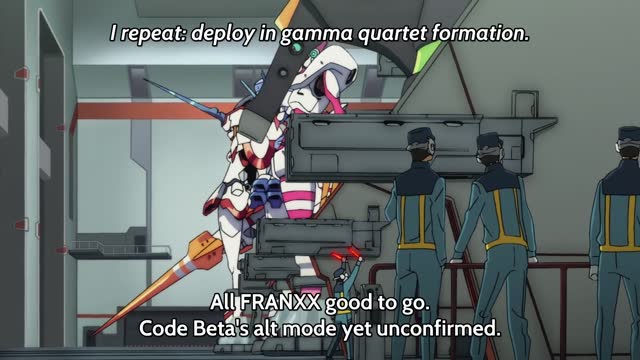 I repeat: deploy in gamma quartet formation.
All FRANXX good to go.
Code Beta's alt mode yet unconfirmed.